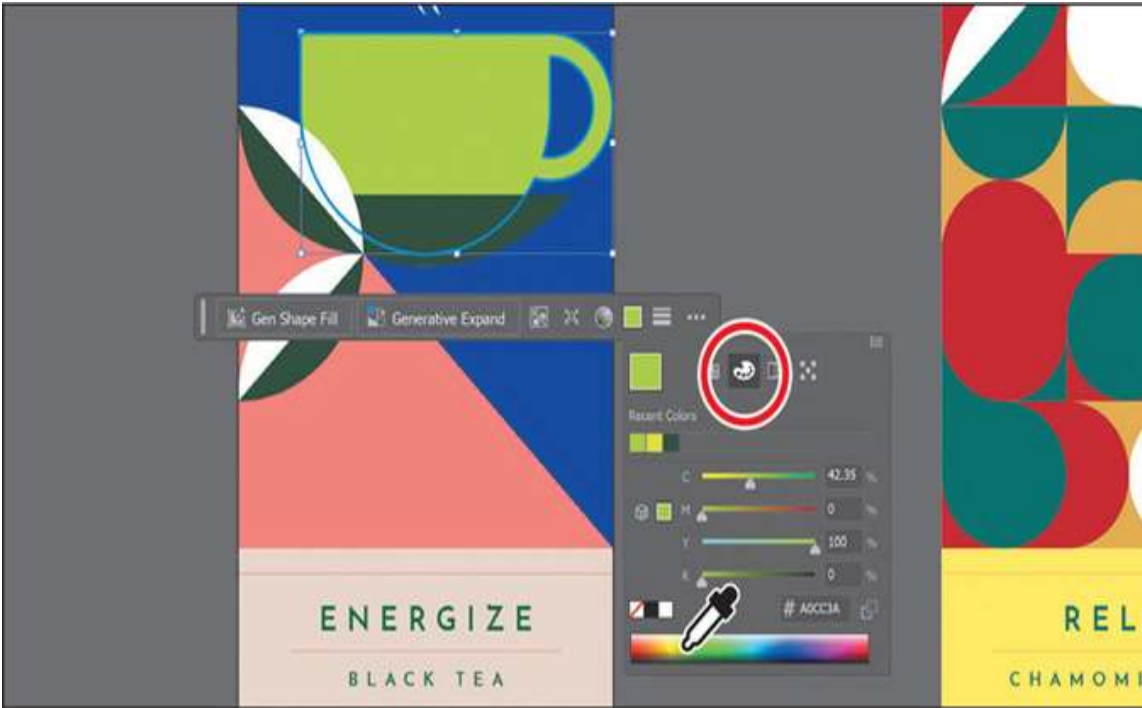 Gen Shape Fill Generative Expand
Recent Colors
C 42.35 %
M 0 %
Y 100 %
K 0 %
# A0CC3A
ENERGIZE
BLACK TEA
REL
CHAMOMI